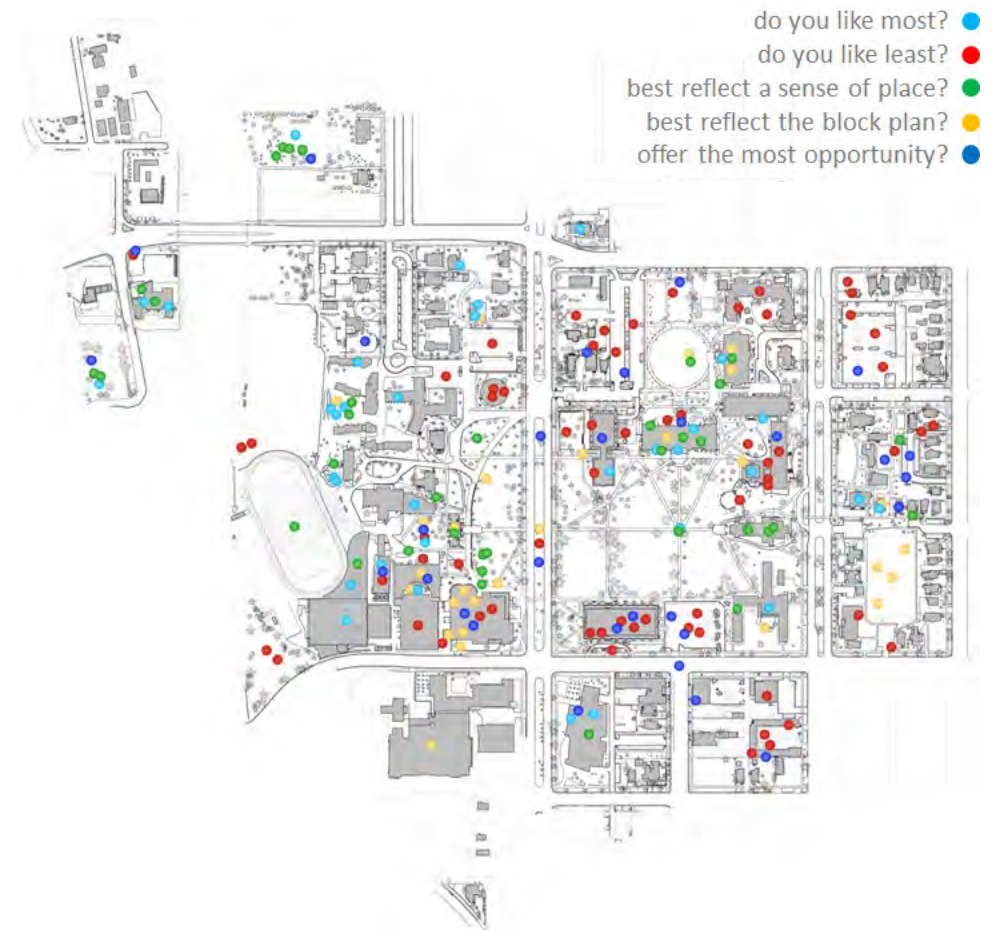 do you like most?
do you like least?
best reflect a sense of place?
best reflect the block plan?
offer the most opportunity?